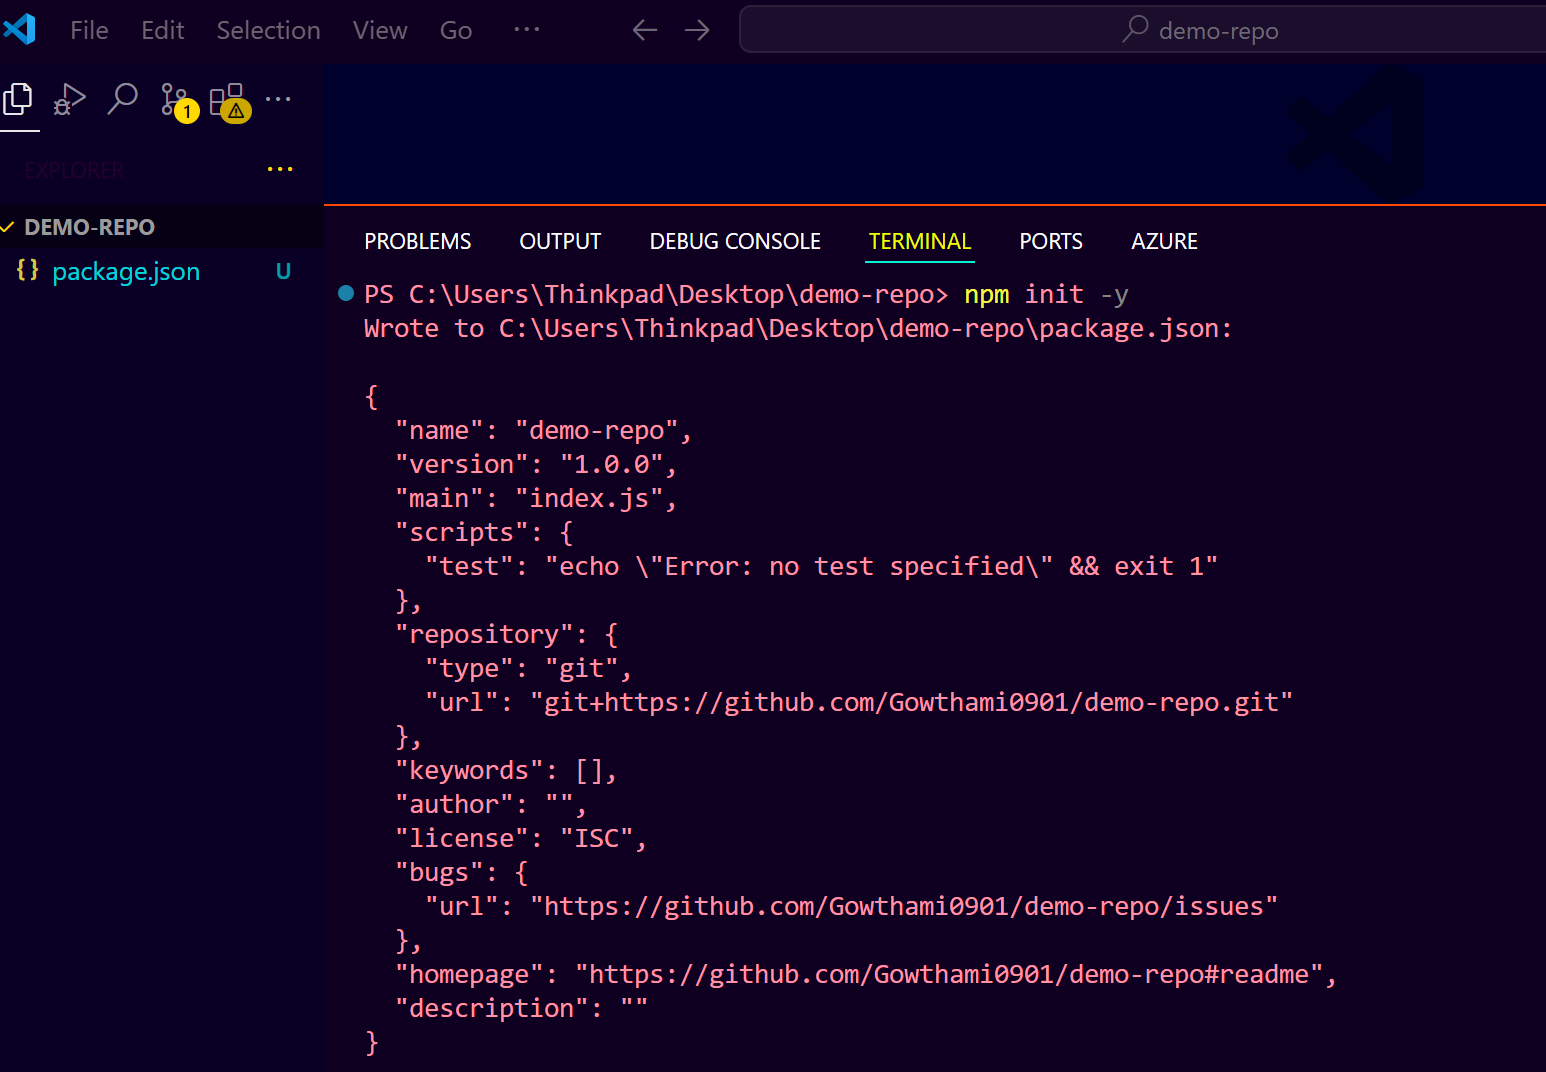 File Edit Selection View Go ··· demo-repo
1
EXPLORER ···
DEMO-REPO
{} package.json U
PROBLEMS OUTPUT DEBUG CONSOLE TERMINAL PORTS AZURE
PS C:\Users\Thinkpad\Desktop\demo-repo> npm init -y
Wrote to C:\Users\Thinkpad\Desktop\demo-repo\package.json:
{
  "name": "demo-repo",
  "version": "1.0.0",
  "main": "index.js",
  "scripts": {
    "test": "echo \"Error: no test specified\" && exit 1"
  },
  "repository": {
    "type": "git",
    "url": "git+https://github.com/Gowthami0901/demo-repo.git"
  },
  "keywords": [],
  "author": "",
  "license": "ISC",
  "bugs": {
    "url": "https://github.com/Gowthami0901/demo-repo/issues"
  },
  "homepage": "https://github.com/Gowthami0901/demo-repo#readme",
  "description": ""
}